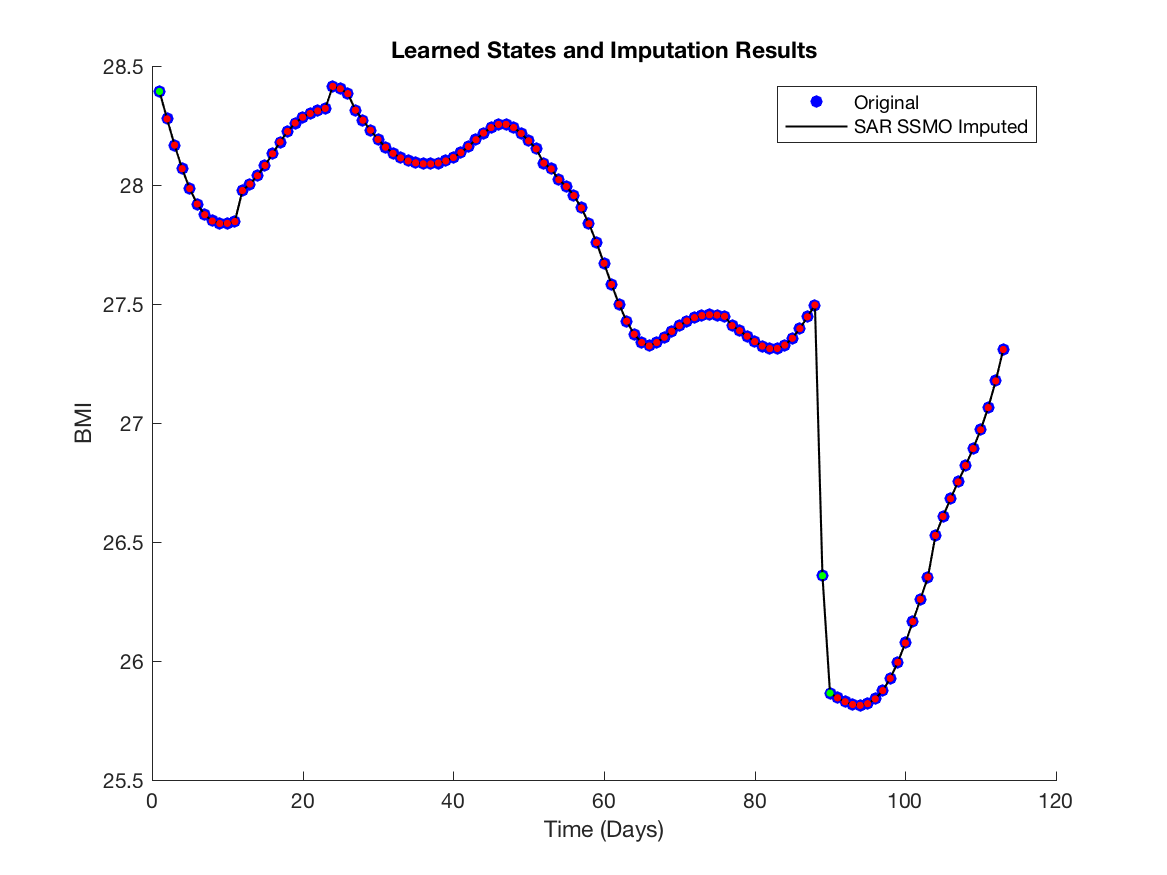 Learned States and Imputation Results
28.5
28
27.5
27
26.5
26
25.5
BMI
Original
SAR SSMO Imputed
0 20 40 60 80 100 120
Time (Days)